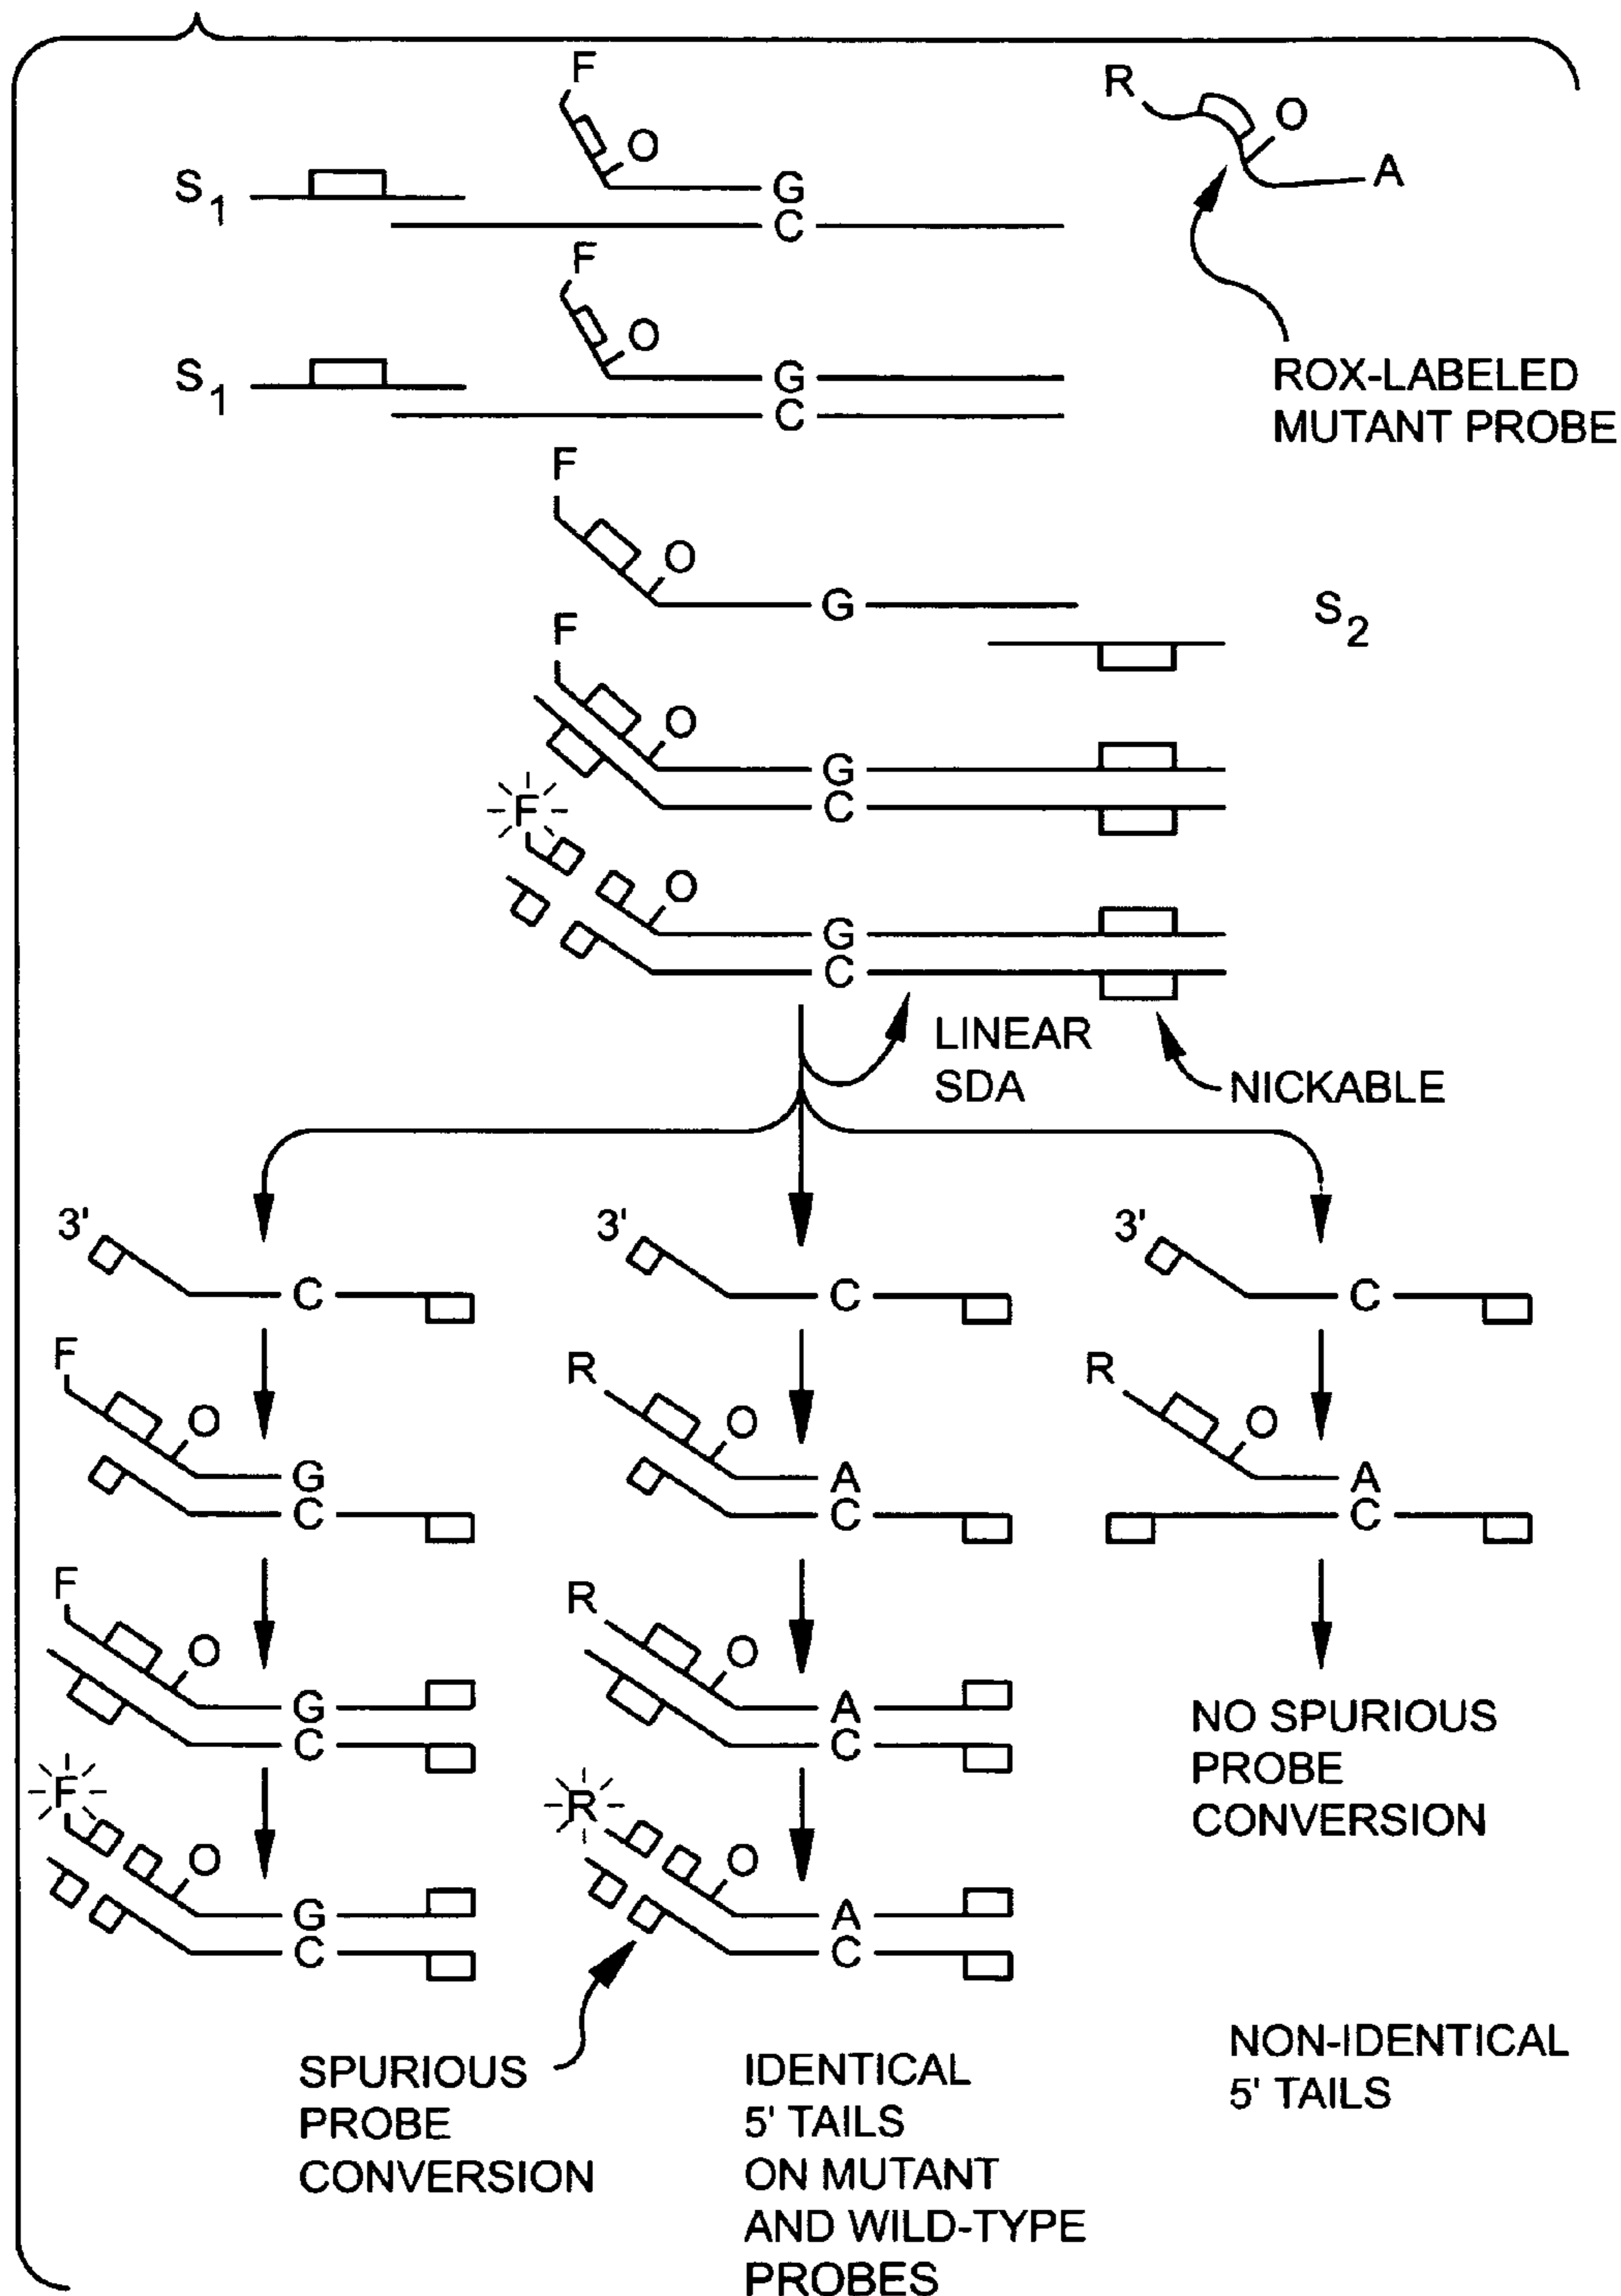 F
R
O
O
A
S1
G
C
F
O
S1
G
C
ROX-LABELED
MUTANT PROBE
F
O
G
S2
F
O
G
C
F
O
G
C
LINEAR
SDA
NICKABLE
3'
3'
3'
C
C
C
F
R
R
O
O
O
G
A
A
C
C
C
F
R
O
O
G
A
C
C
NO SPURIOUS
PROBE
CONVERSION
F
R
O
O
G
A
C
C
SPURIOUS
PROBE
CONVERSION
IDENTICAL
5' TAILS
ON MUTANT
AND WILD-TYPE
PROBES
NON-IDENTICAL
5' TAILS